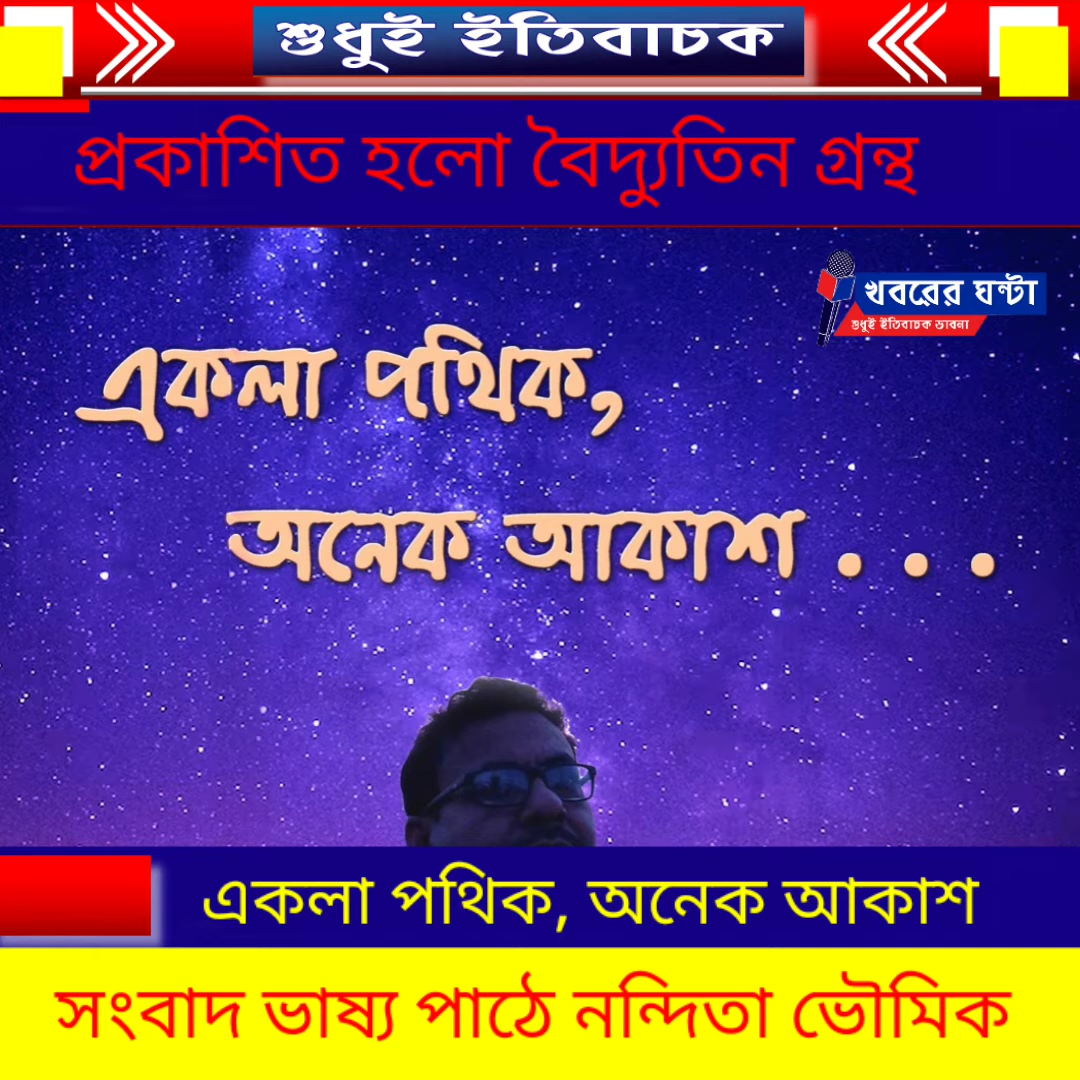 শুধুই ইতিবাচক
প্রকাশিত হলো বৈদ্যুতিন গ্রন্থ
খবরের ঘন্টা
শুধুই ইতিবাচক ভাবনা
একলা পথিক,
অনেক আকাশ . . .
একলা পথিক, অনেক আকাশ
সংবাদ ভাষ্য পাঠে নন্দিতা ভৌমিক